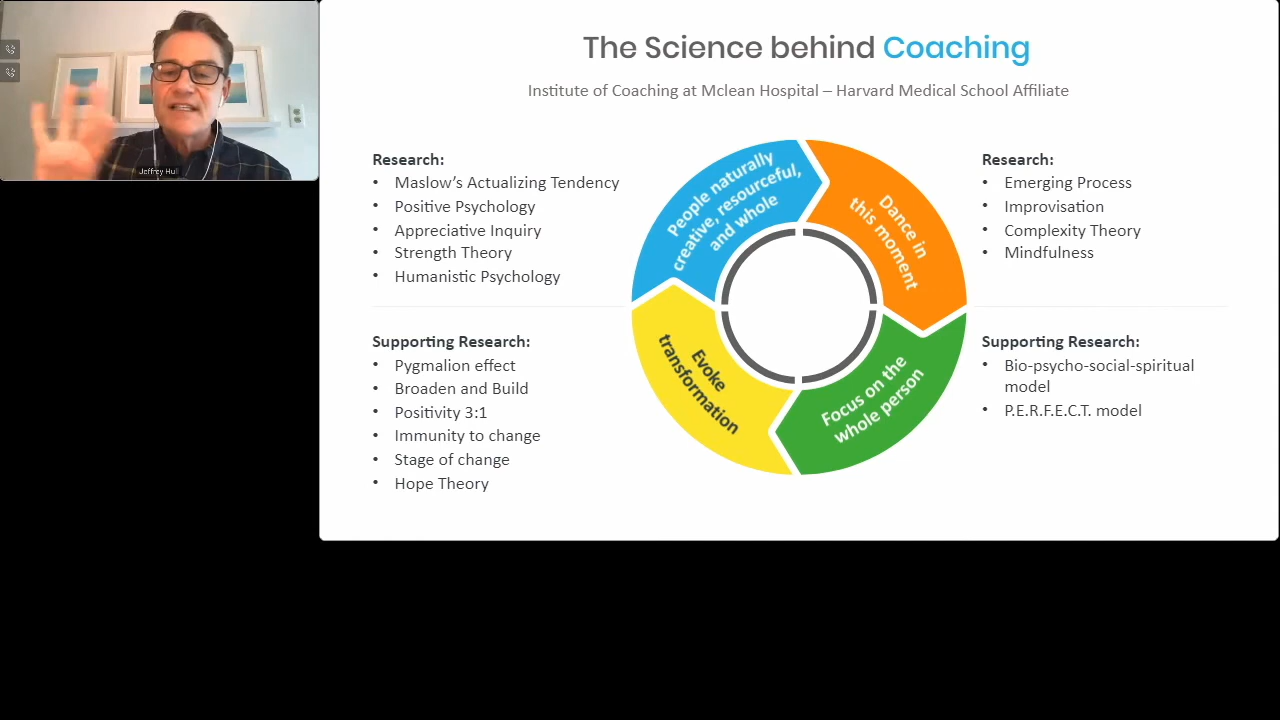 Jeffrey Hull
The Science behind Coaching
Institute of Coaching at Mclean Hospital – Harvard Medical School Affiliate
Research:
• Maslow's Actualizing Tendency
• Positive Psychology
• Appreciative Inquiry
• Strength Theory
• Humanistic Psychology
People naturally
creative, resourceful,
and whole
Dance in
this moment
Research:
• Emerging Process
• Improvisation
• Complexity Theory
• Mindfulness
Supporting Research:
• Pygmalion effect
• Broaden and Build
• Positivity 3:1
• Immunity to change
• Stage of change
• Hope Theory
Evoke
transformation
Focus on the
whole person
Supporting Research:
• Bio-psycho-social-spiritual
model
• P.E.R.F.E.C.T. model